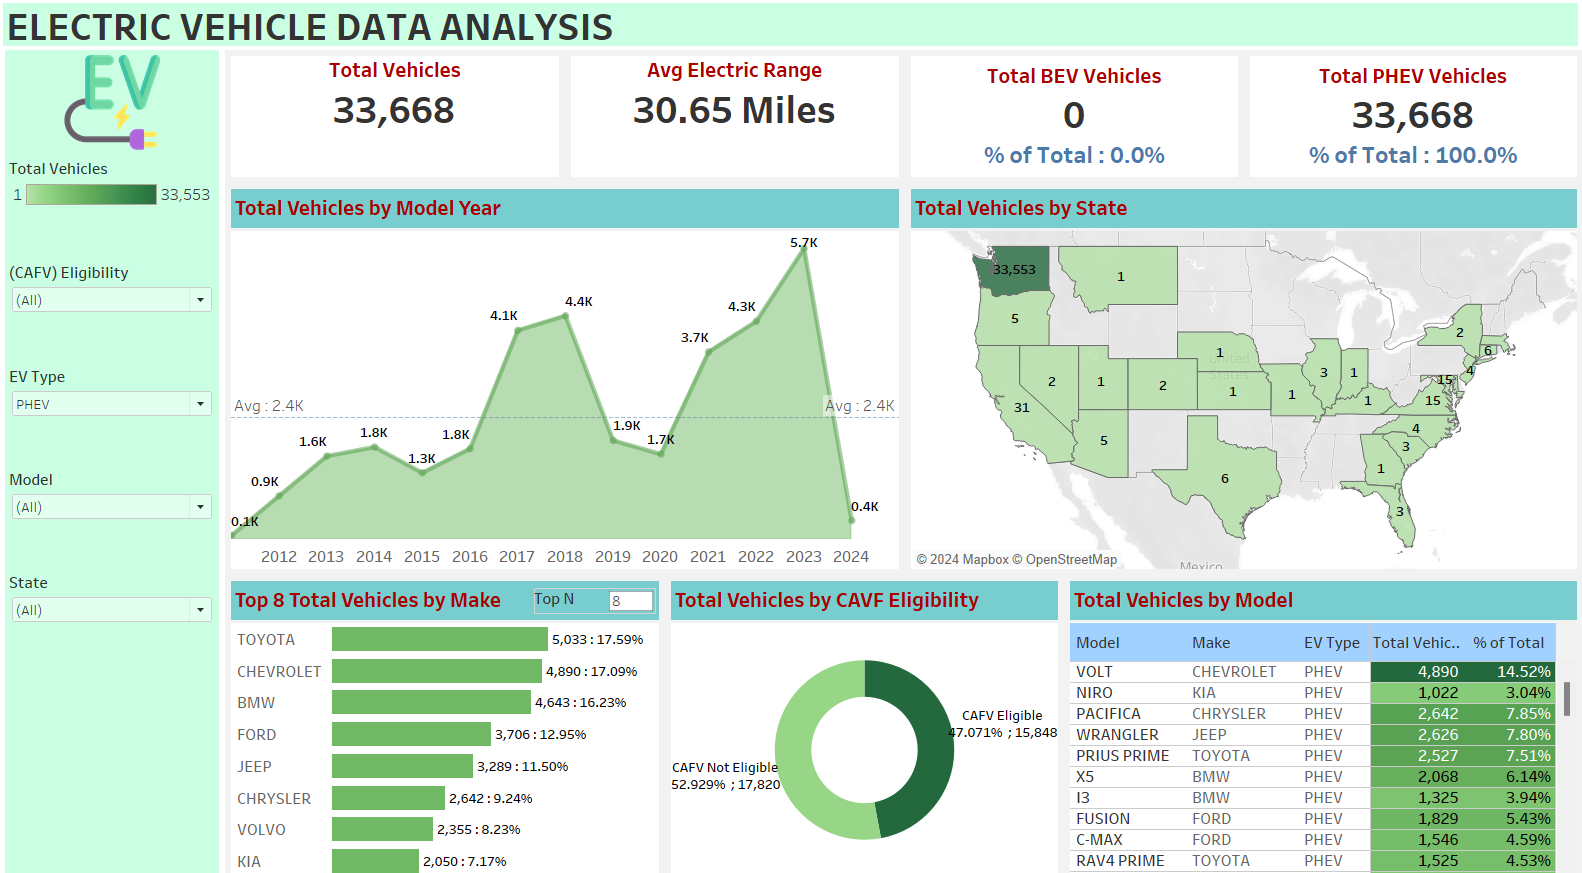 ELECTRIC VEHICLE DATA ANALYSIS
EV
Total Vehicles
1 33,553
(CAFV) Eligibility
(All)
EV Type
PHEV
Model
(All)
State
(All)
Total Vehicles
33,668
Avg Electric Range
30.65 Miles
Total BEV Vehicles
0
% of Total : 0.0%
Total PHEV Vehicles
33,668
% of Total : 100.0%
Total Vehicles by Model Year
5.7K
4.4K
4.1K
4.3K
3.7K
Avg : 2.4K
Avg : 2.4K
1.6K
1.8K
1.8K
1.9K
1.7K
1.3K
0.9K
0.1K
0.4K
2012 2013 2014 2015 2016 2017 2018 2019 2020 2021 2022 2023 2024
Total Vehicles by State
33,553
1
5
2
6
1
United
States
3
1
4
2
1
2
1
1
1
15
15
31
5
4
3
1
6
3
© 2024 Mapbox © OpenStreetMap
Mexico
Top 8 Total Vehicles by Make
Top N
8
TOYOTA 5,033 : 17.59%
CHEVROLET 4,890 : 17.09%
BMW 4,643 : 16.23%
FORD 3,706 : 12.95%
JEEP 3,289 : 11.50%
CHRYSLER 2,642 : 9.24%
VOLVO 2,355 : 8.23%
KIA 2,050 : 7.17%
Total Vehicles by CAVF Eligibility
CAFV Eligible
47.071% ; 15,848
CAFV Not Eligible
52.929% ; 17,820
Total Vehicles by Model
Model Make EV Type Total Vehic.. % of Total
VOLT CHEVROLET PHEV 4,890 14.52%
NIRO KIA PHEV 1,022 3.04%
PACIFICA CHRYSLER PHEV 2,642 7.85%
WRANGLER JEEP PHEV 2,626 7.80%
PRIUS PRIME TOYOTA PHEV 2,527 7.51%
X5 BMW PHEV 2,068 6.14%
I3 BMW PHEV 1,325 3.94%
FUSION FORD PHEV 1,829 5.43%
C-MAX FORD PHEV 1,546 4.59%
RAV4 PRIME TOYOTA PHEV 1,525 4.53%